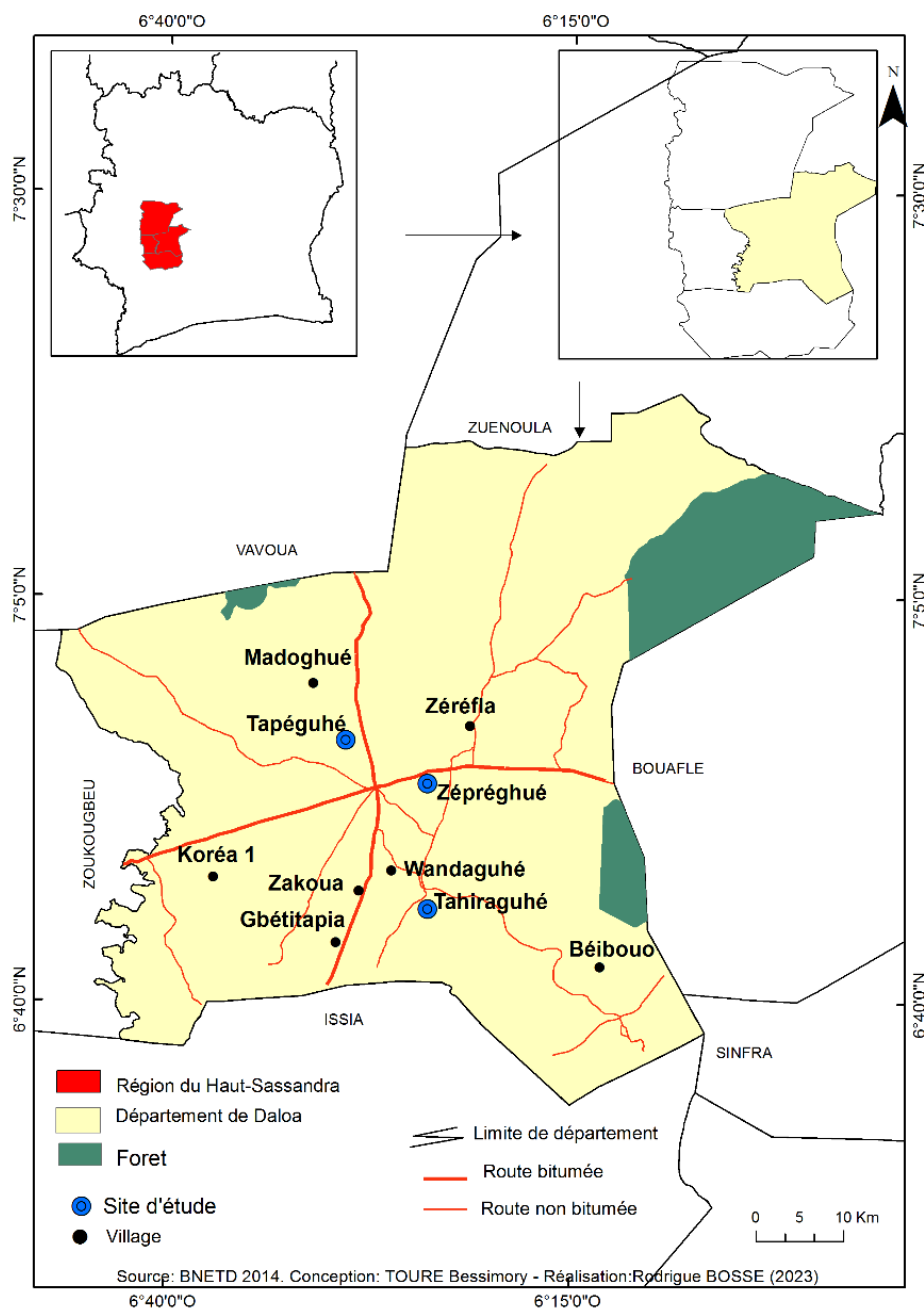 6°40'0"O
6°15'0"O
N
7°30'0"N
7°30'0"N
ZUENOULA
VAVOUA
7°5'0"N
7°5'0"N
Madoghué
Tapéguhé
Zéréfla
BOUAFLE
Zépréghué
ZOUKOUGBEU
Koréa 1
Wandaguhé
Zakoua
Tahiraguhé
Gbétitapia
Béibouo
6°40'0"N
6°40'0"N
ISSIA
SINFRA
Région du Haut-Sassandra
Département de Daloa
Foret
Site d'étude
Village
Limite de département
Route bitumée
Route non bitumée
0 5 10 Km
Source: BNETD 2014. Conception: TOURE Bessimory - Réalisation:Rodrigue BOSSE (2023)
6°40'0"O
6°15'0"O